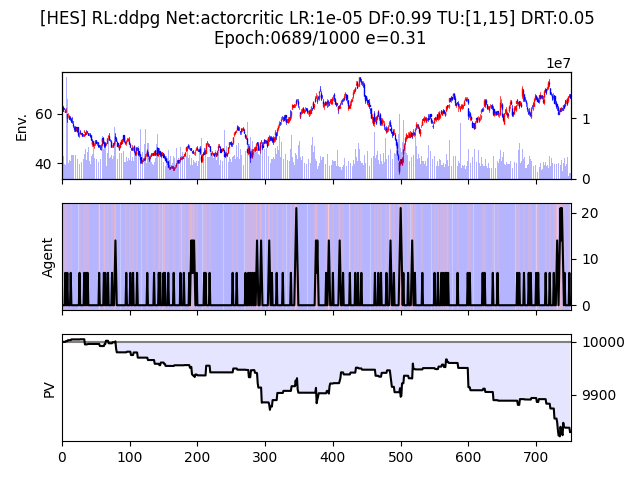 [HES] RL:ddpg Net:actorcritic LR:1e-05 DF:0.99 TU:[1,15] DRT:0.05
Epoch:0689/1000 e=0.31
1e7
Env.
60
40
1
0
Agent
20
10
0
PV
10000
9900
0 100 200 300 400 500 600 700